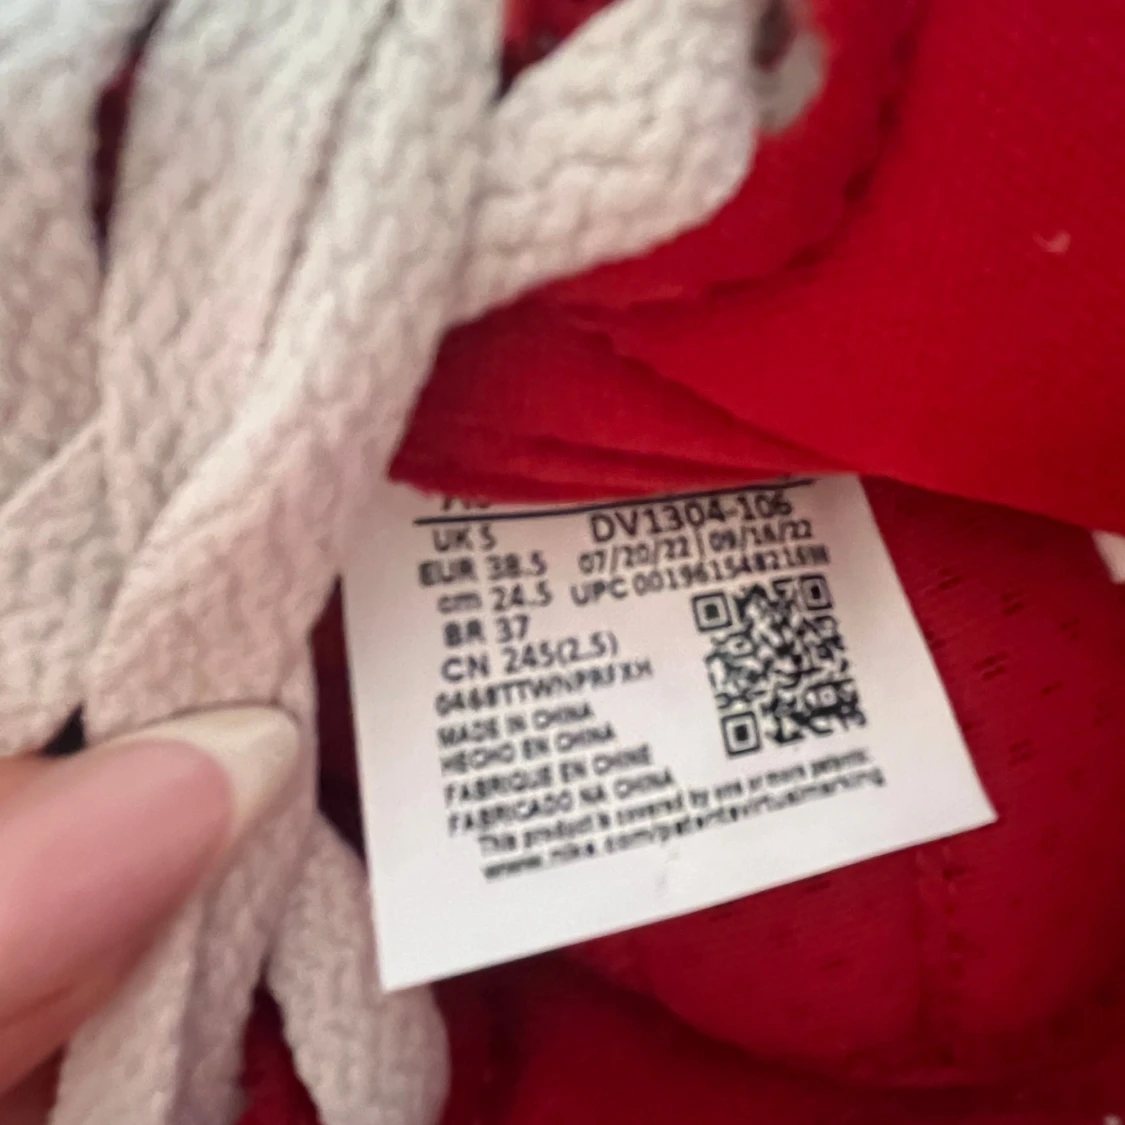 UK 5 DV1304-106
EUR 38.5 07/20/22 | 09/16/22
cm 24.5 UPC
BR 37
CN 245(2.5)
MADE IN CHINA
HECHO EN CHINA
FABRIQUE EN CHINE
FABRICADO NA CHINA
This product is covered by one or more patents:
www.nike.com/patentsvirtualmarking